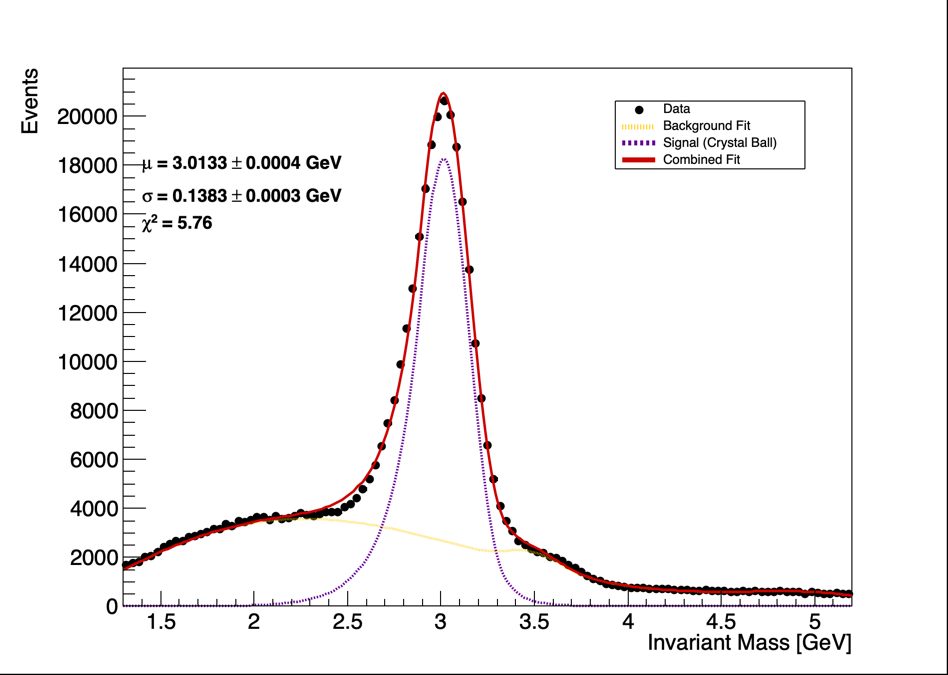 Events
20000
18000
16000
14000
12000
10000
8000
6000
4000
2000
0
μ = 3.0133 ± 0.0004 GeV
σ = 0.1383 ± 0.0003 GeV
χ² = 5.76
Data
Background Fit
Signal (Crystal Ball)
Combined Fit
1.5 2 2.5 3 3.5 4 4.5 5
Invariant Mass [GeV]